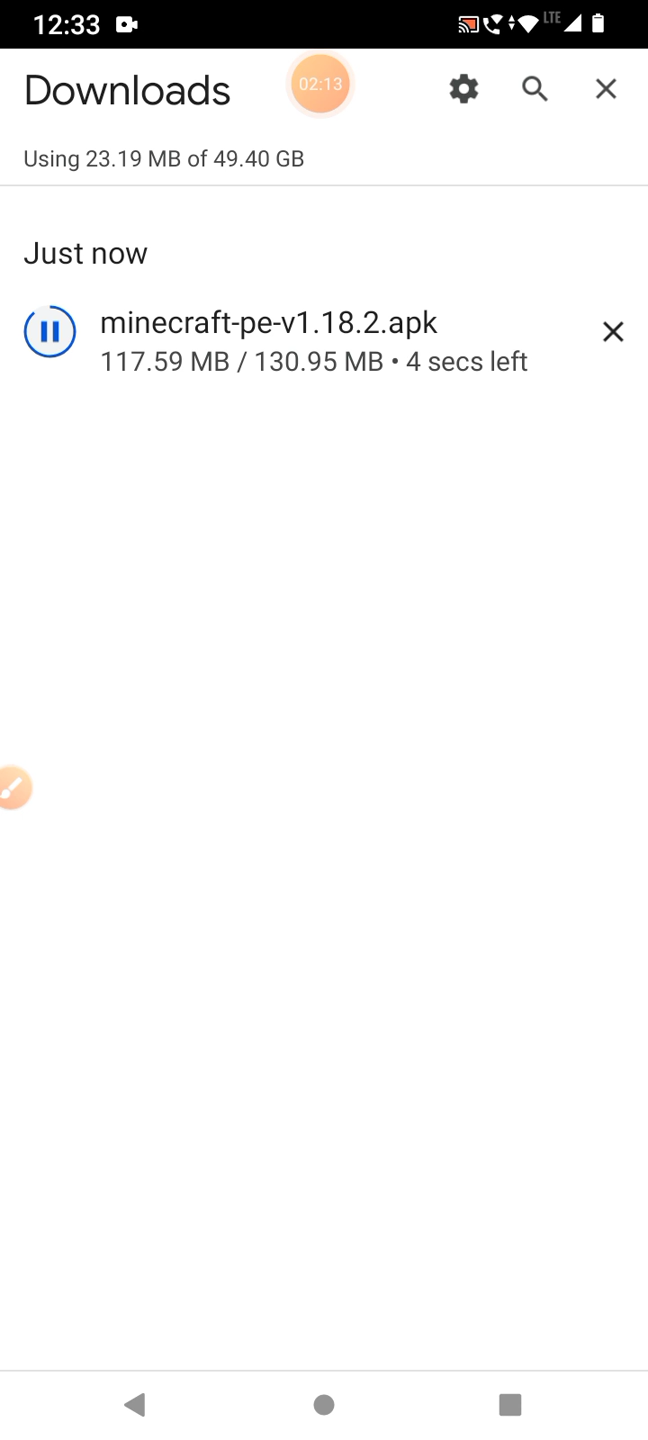 12:33
LTE
Downloads
02:13
Using 23.19 MB of 49.40 GB
Just now
minecraft-pe-v1.18.2.apk
117.59 MB / 130.95 MB • 4 secs left